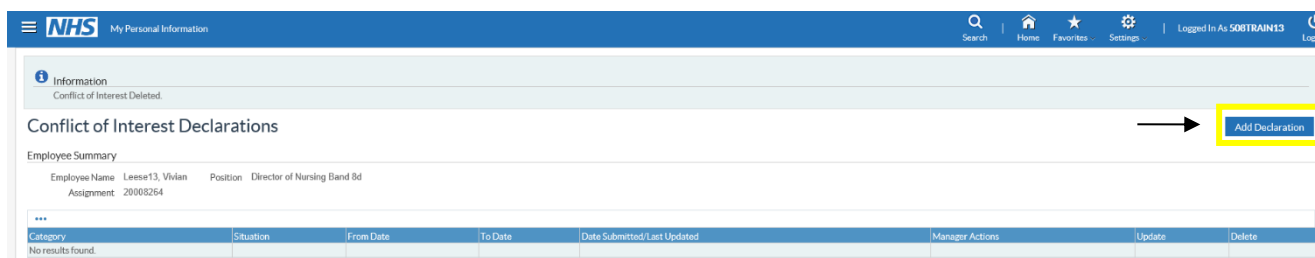 NHS My Personal Information Search Home Favorites Settings Logged In As 508TRAIN13
Information
Conflict of Interest Deleted.
Conflict of Interest Declarations Add Declaration
Employee Summary
Employee Name Leese13, Vivian Position Director of Nursing Band 8d
Assignment 20008264
Category Situation From Date To Date Date Submitted/Last Updated Manager Actions Update Delete
No results found.